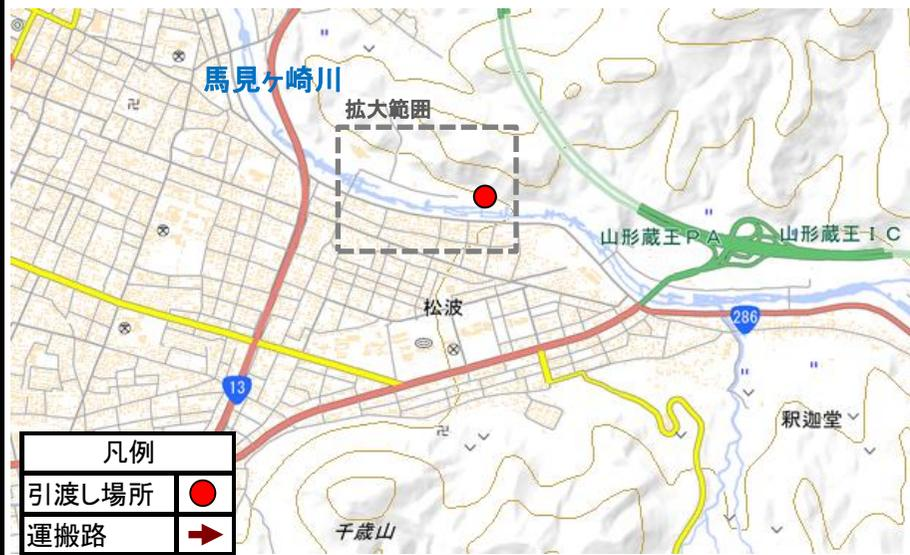 馬見ヶ崎川
拡大範囲
山形蔵王PA
山形蔵王IC
松波
286
13
釈迦堂
千歳山
凡例
引渡し場所
運搬路